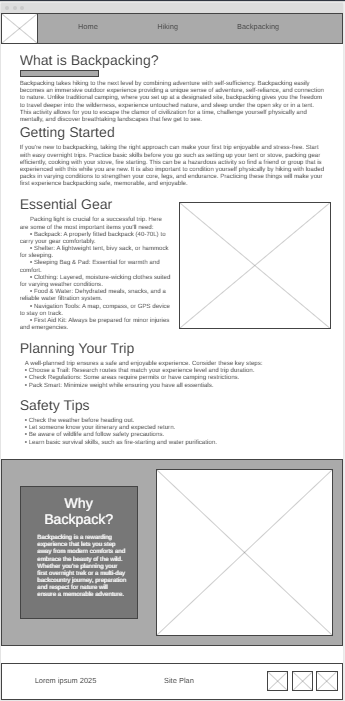 Home Hiking Backpacking
What is Backpacking?
Backpacking takes hiking to the next level by combining adventure with self-sufficiency. Backpacking easily
becomes an immersive outdoor experience providing a unique sense of adventure, self-reliance, and connection
to nature. Unlike traditional camping, where you set up at a designated site, backpacking gives you the freedom
to travel deeper into the wilderness, experience untouched nature, and sleep under the open sky or in a tent.
This activity allows for you to escape the clamor of civilization for a time, challenge yourself physically and
mentally, and discover breathtaking landscapes that few get to see.
Getting Started
If you're new to backpacking, taking the right approach can make your first trip enjoyable and stress-free. Start
with easy overnight trips. Practice basic skills before you go such as setting up your tent or stove, packing gear
efficiently, cooking with your stove, fire starting. This can be a hazardous activity so find a friend or group that is
experienced with this while you are new. It is also important to condition yourself physically by hiking with loaded
packs in varying conditions to strengthen your core, legs, and endurance. Practicing these things will make your
first experience backpacking safe, memorable, and enjoyable.
Essential Gear
Packing light is crucial for a successful trip. Here
are some of the most important items you'll need:
• Backpack: A properly fitted backpack (40-70L) to
carry your gear comfortably.
• Shelter: A lightweight tent, bivy sack, or hammock
for sleeping.
• Sleeping Bag & Pad: Essential for warmth and
comfort.
• Clothing: Layered, moisture-wicking clothes suited
for varying weather conditions.
• Food & Water: Dehydrated meals, snacks, and a
reliable water filtration system.
• Navigation Tools: A map, compass, or GPS device
to stay on track.
• First Aid Kit: Always be prepared for minor injuries
and emergencies.
Planning Your Trip
A well-planned trip ensures a safe and enjoyable experience. Consider these key steps:
• Choose a Trail: Research routes that match your experience level and trip duration.
• Check Regulations: Some areas require permits or have camping restrictions.
• Pack Smart: Minimize weight while ensuring you have all essentials.
Safety Tips
• Check the weather before heading out.
• Let someone know your itinerary and expected return.
• Be aware of wildlife and follow safety precautions.
• Learn basic survival skills, such as fire-starting and water purification.
Why
Backpack?
Backpacking is a rewarding
experience that lets you step
away from modern comforts and
embrace the beauty of the wild.
Whether you're planning your
first overnight trek or a multi-day
backcountry journey, preparation
and respect for nature will
ensure a memorable adventure.
Lorem ipsum 2025 Site Plan